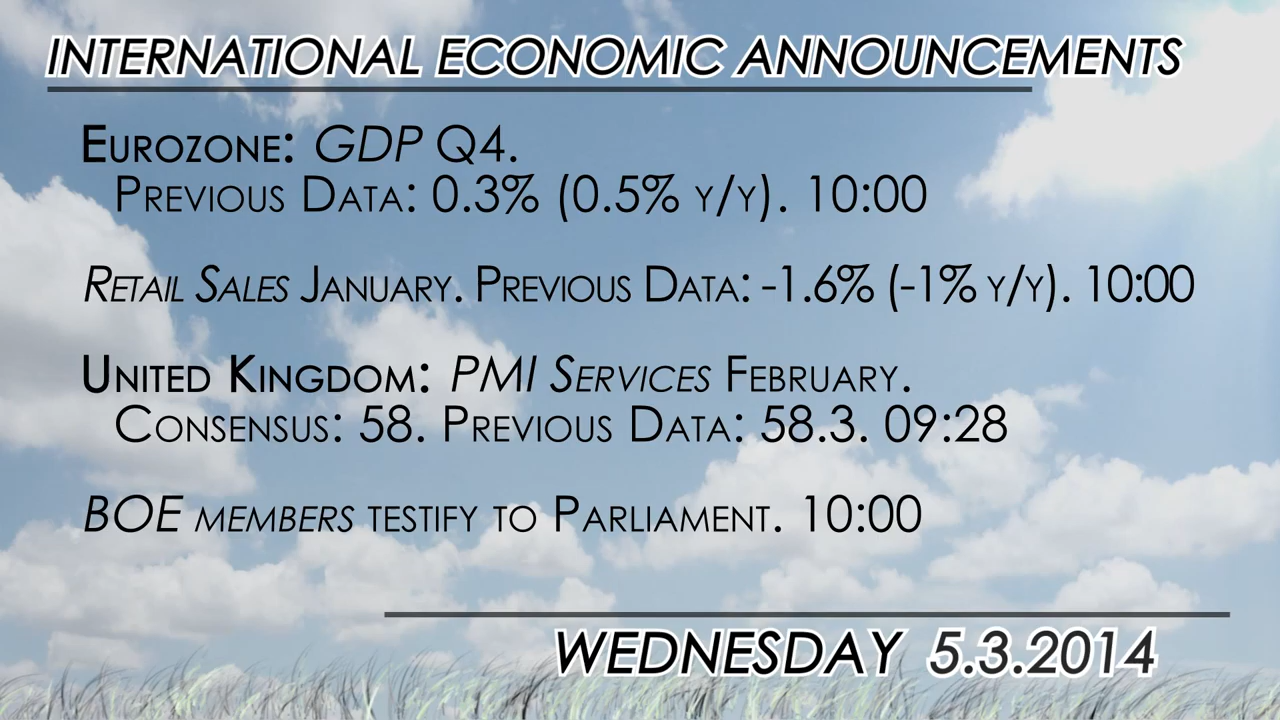 INTERNATIONAL ECONOMIC ANNOUNCEMENTS
EUROZONE: GDP Q4.
PREVIOUS DATA: 0.3% (0.5% Y/Y). 10:00
RETAIL SALES JANUARY. PREVIOUS DATA: -1.6% (-1% Y/Y). 10:00
UNITED KINGDOM: PMI SERVICES FEBRUARY.
CONSENSUS: 58. PREVIOUS DATA: 58.3. 09:28
BOE MEMBERS TESTIFY TO PARLIAMENT. 10:00
WEDNESDAY 5.3.2014